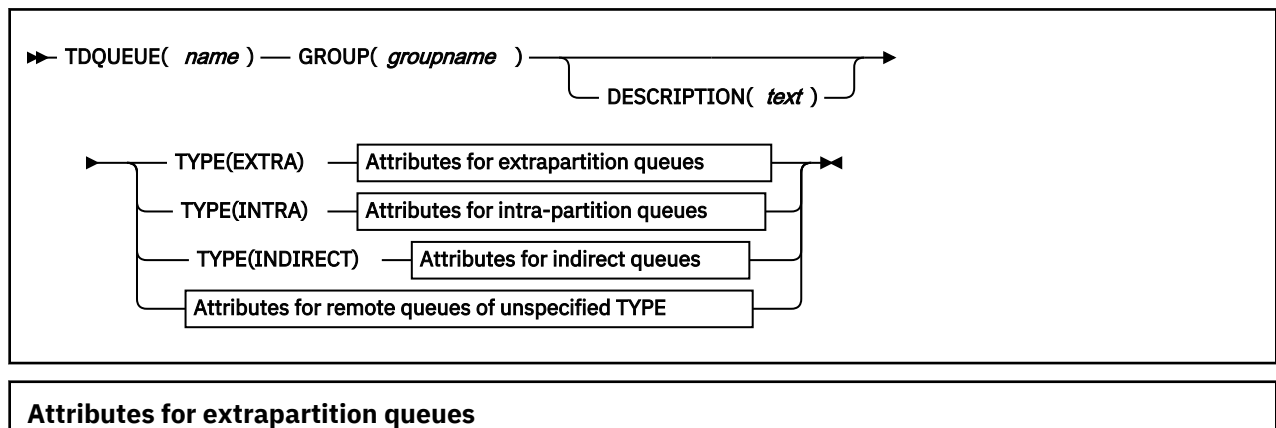 TDQUEUE( name ) GROUP( groupname )
DESCRIPTION( text )
TYPE(EXTRA) Attributes for extrapartition queues
TYPE(INTRA) Attributes for intra-partition queues
TYPE(INDIRECT) Attributes for indirect queues
Attributes for remote queues of unspecified TYPE
Attributes for extrapartition queues